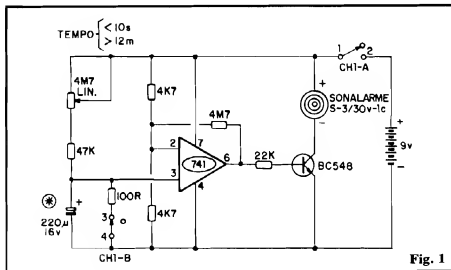 TEMPO { < 10s
> 12m
1 2
CH1-A
4M7
LIN.
4K7
+
SONALARME
S-3/30v-1c
-
4M7
47K
2
7
741
6
22K
BC548
+
9v
-
3
4
100R
4K7
+
220μ
16v
3
4
CH1-B
Fig. 1